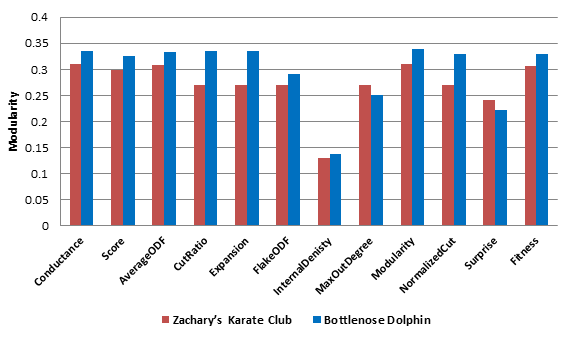 0.4
0.35
0.3
0.25
0.2
0.15
0.1
0.05
0
Modularity
Conductance
Score
AverageODF
CutRatio
Expansion
FlakeODF
InternalDenisty
MaxOutDegree
Modularity
NormalizedCut
Surprise
Fitness
Zachary's Karate Club
Bottlenose Dolphin